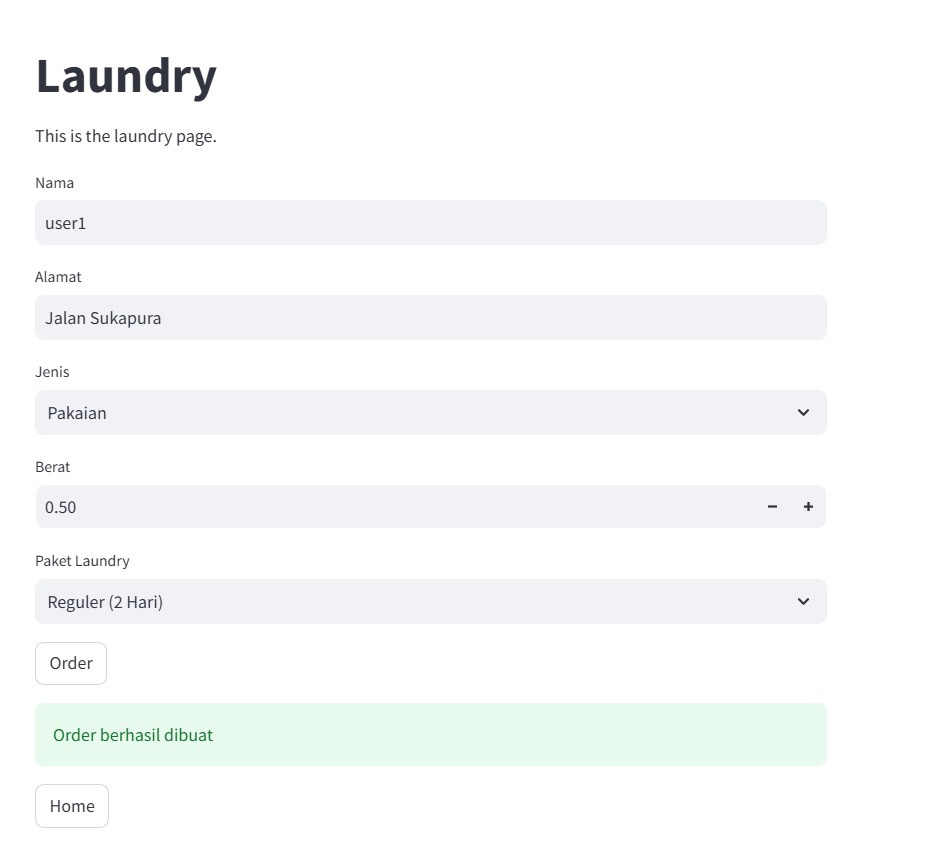 Laundry
This is the laundry page.
Nama
user1
Alamat
Jalan Sukapura
Jenis
Pakaian
Berat
0.50
Paket Laundry
Reguler (2 Hari)
Order
Order berhasil dibuat
Home